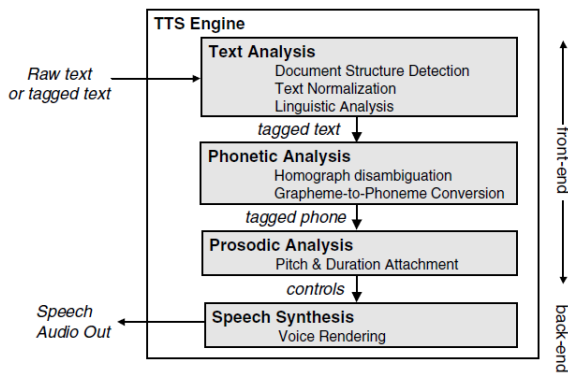 TTS Engine
Text Analysis
Document Structure Detection
Text Normalization
Linguistic Analysis
Raw text
or tagged text
tagged text
Phonetic Analysis
Homograph disambiguation
Grapheme-to-Phoneme Conversion
tagged phone
Prosodic Analysis
Pitch & Duration Attachment
controls
Speech Synthesis
Voice Rendering
Speech
Audio Out
front-end
back-end